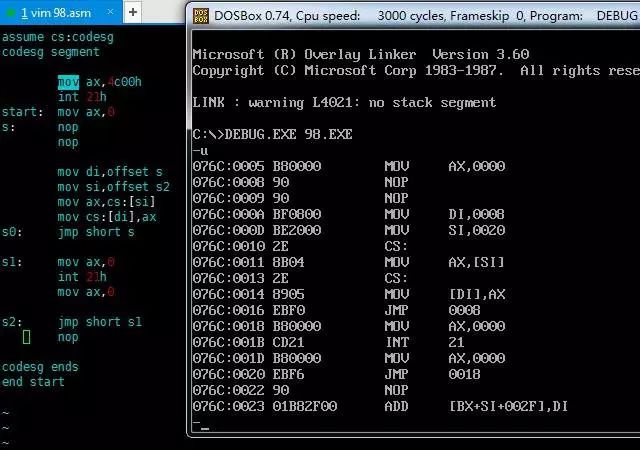 1 vim 98.asm
assume cs:codesg
codesg segment
mov ax,4c00h
int 21h
start: mov ax,0
s: nop
nop
mov di,offset s
mov si,offset s2
mov ax,cs:[si]
mov cs:[di],ax
s0: jmp short s
s1: mov ax,0
int 21h
mov ax,0
s2: jmp short s1
nop
codesg ends
end start
~
~
~
DOSBox 0.74, Cpu speed: 3000 cycles, Frameskip 0, Program: DEBUG
Microsoft (R) Overlay Linker Version 3.60
Copyright (C) Microsoft Corp 1983-1987. All rights rese
LINK : warning L4021: no stack segment
C:\>DEBUG.EXE 98.EXE
-u
076C:0005 B80000 MOV AX,0000
076C:0008 90 NOP
076C:0009 90 NOP
076C:000A BF0800 MOV DI,0008
076C:000D BE2000 MOV SI,0020
076C:0010 2E CS:
076C:0011 8B04 MOV AX,[SI]
076C:0013 2E CS:
076C:0014 8905 MOV [DI],AX
076C:0016 EBF0 JMP 0008
076C:0018 B80000 MOV AX,0000
076C:001B CD21 INT 21
076C:001D B80000 MOV AX,0000
076C:0020 EBF6 JMP 0018
076C:0022 90 NOP
076C:0023 01B82F00 ADD [BX+SI+002F],DI
-_